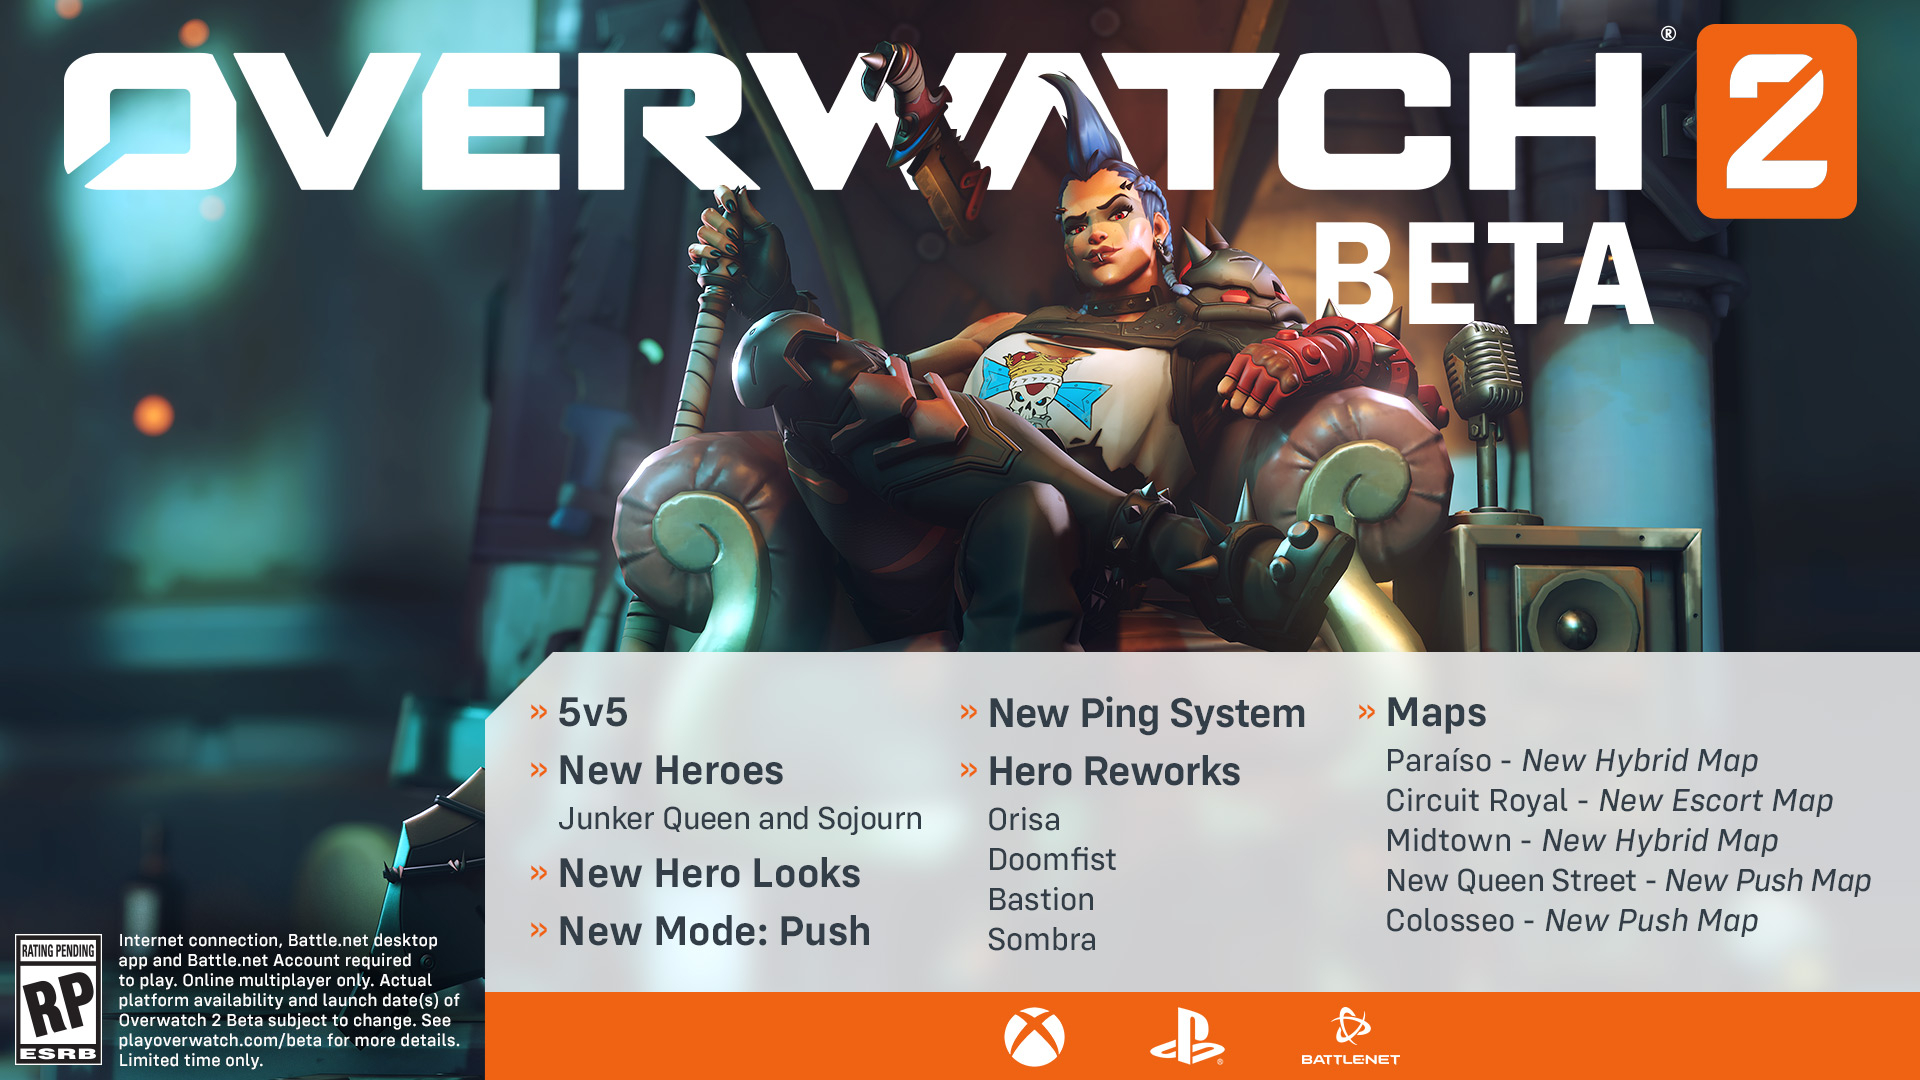 OVERWATCH® 2
BETA
» 5v5
» New Heroes
Junker Queen and Sojourn
» New Hero Looks
» New Mode: Push
» New Ping System
» Hero Reworks
Orisa
Doomfist
Bastion
Sombra
» Maps
Paraíso - New Hybrid Map
Circuit Royal - New Escort Map
Midtown - New Hybrid Map
New Queen Street - New Push Map
Colosseo - New Push Map
RATING PENDING
RP
ESRB
Internet connection, Battle.net desktop
app and Battle.net Account required
to play. Online multiplayer only. Actual
platform availability and launch date(s) of
Overwatch 2 Beta subject to change. See
playoverwatch.com/beta for more details.
Limited time only.
BATTLENET